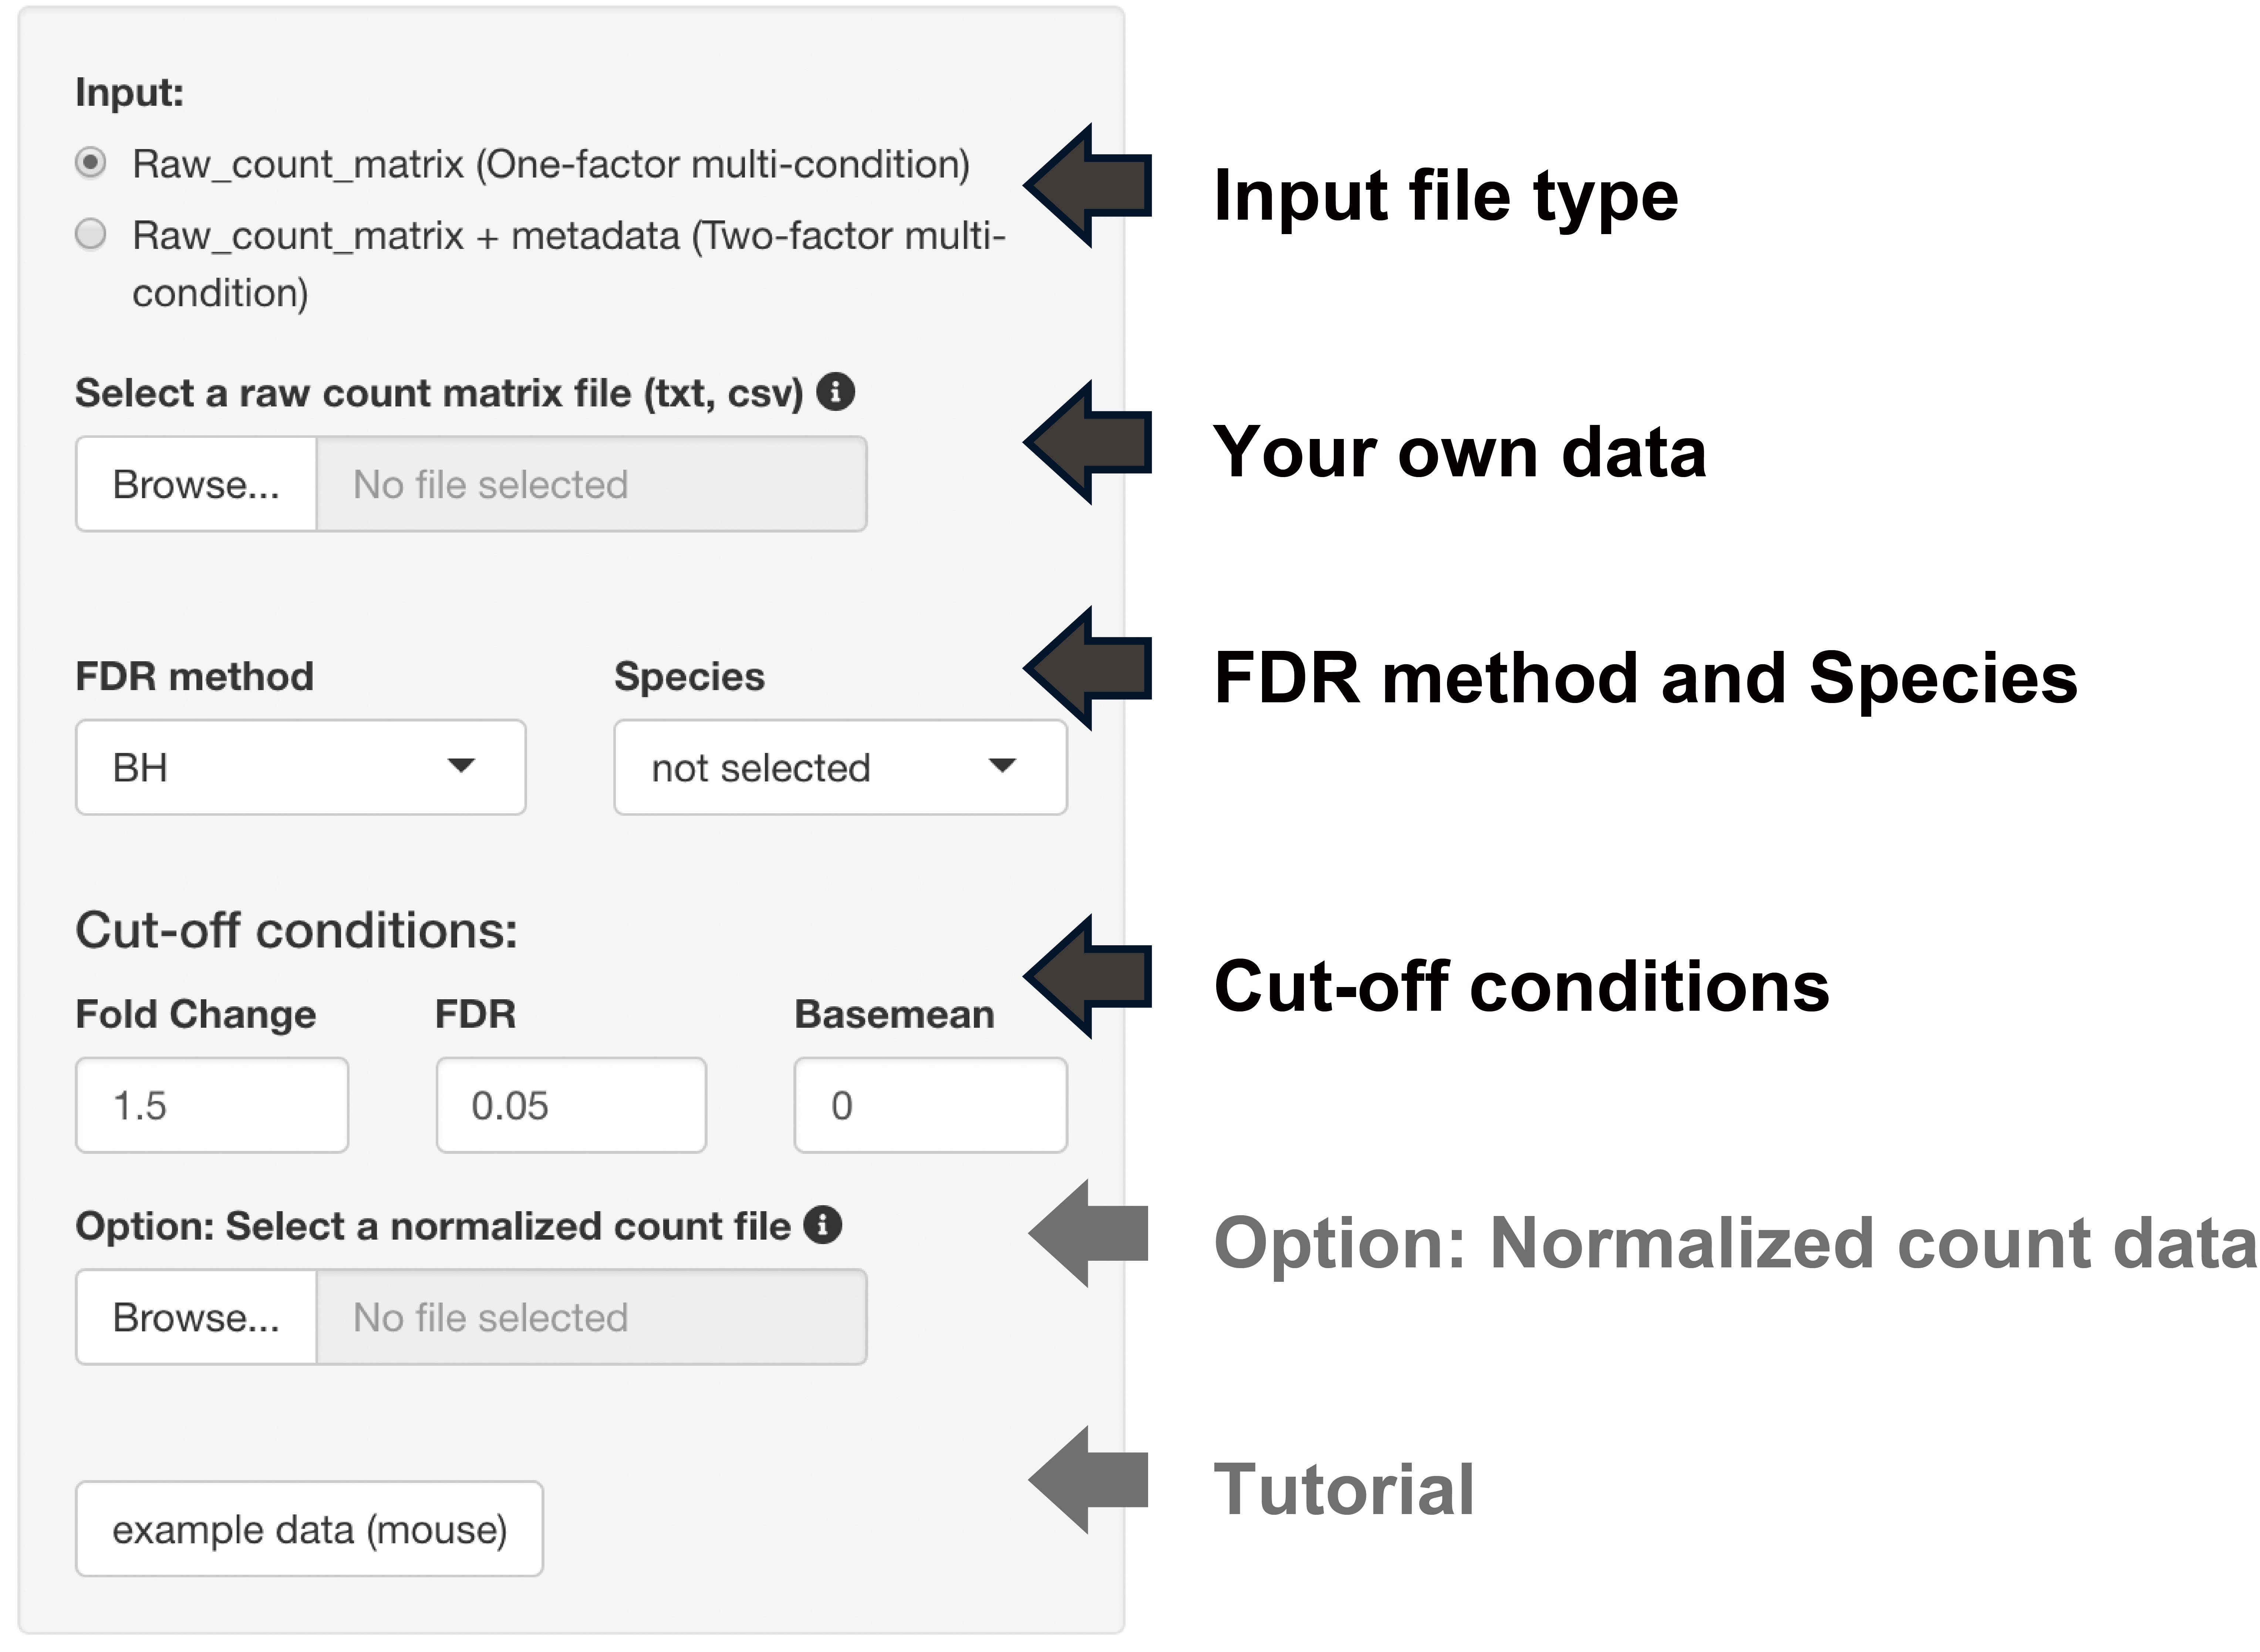 Input:
Raw_count_matrix (One-factor multi-condition)
Input file type
Raw_count_matrix + metadata (Two-factor multi-
condition)
Select a raw count matrix file (txt, csv)
Your own data
Browse...
No file selected
FDR method
Species
FDR method and Species
BH
not selected
Cut-off conditions:
Cut-off conditions
Fold Change
FDR
Basemean
1.5
0.05
0
Option: Select a normalized count file
Option: Normalized count data
Browse...
No file selected
Tutorial
example data (mouse)